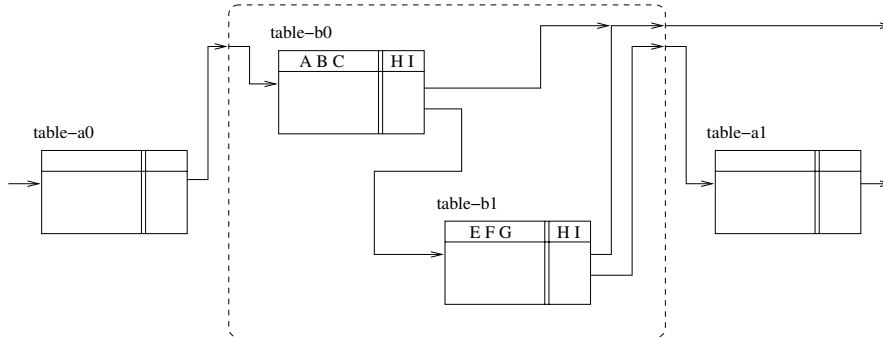 table−b0
A B C H I
table−a0
table−a1
table−b1
E F G H I